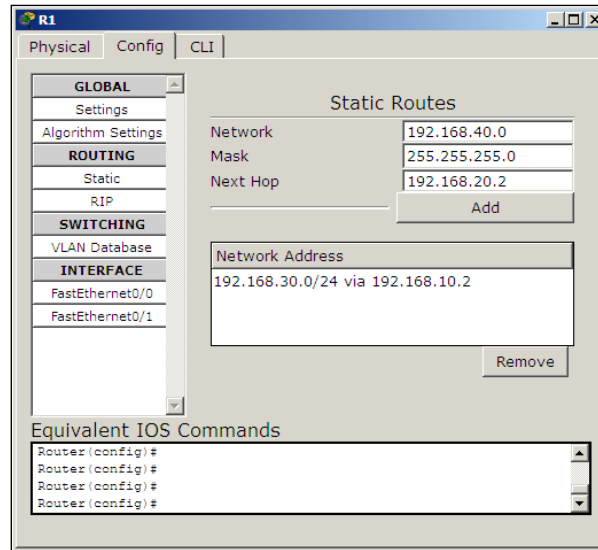 R1
Physical Config CLI
GLOBAL
Settings
Algorithm Settings
ROUTING
Static
RIP
SWITCHING
VLAN Database
INTERFACE
FastEthernet0/0
FastEthernet0/1
Static Routes
Network 192.168.40.0
Mask 255.255.255.0
Next Hop 192.168.20.2
Add
Network Address
192.168.30.0/24 via 192.168.10.2
Remove
Equivalent IOS Commands
Router(config)#
Router(config)#
Router(config)#
Router(config)#